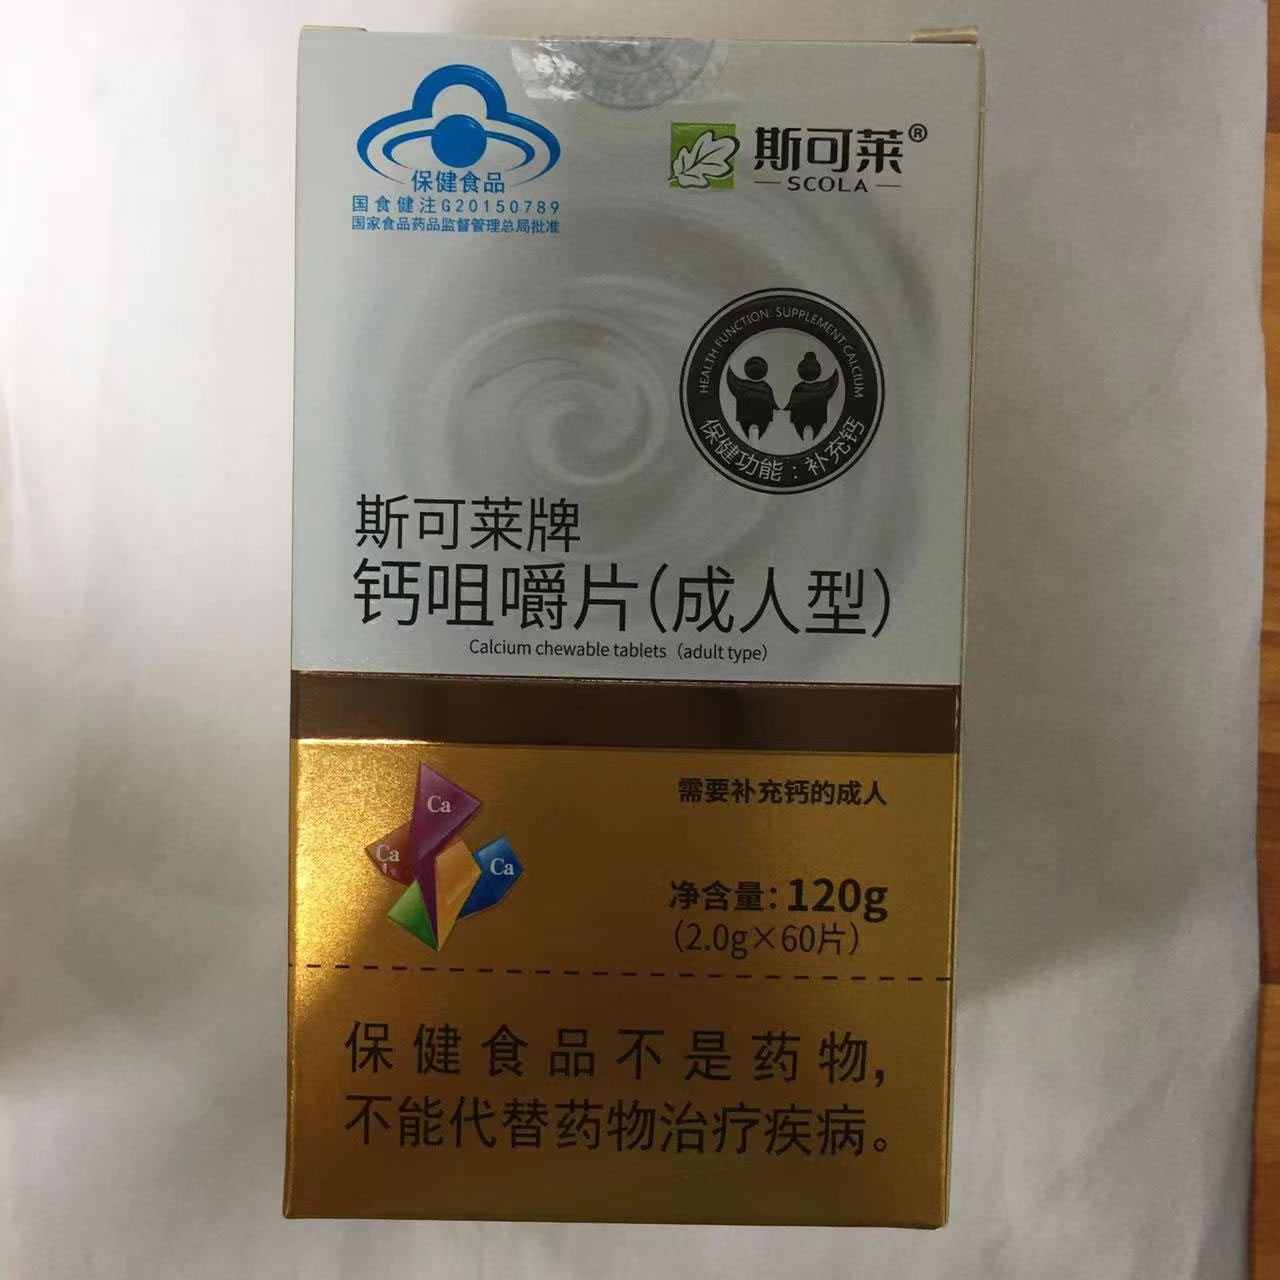 保健食品
国食健注G20150789
国家食品药品监督管理总局批准
斯可莱®
SCOLA
HEALTH FUNCTION: SUPPLEMENT CALCIUM
保健功能:补充钙
斯可莱牌
钙咀嚼片(成人型)
Calcium chewable tablets (adult type)
Ca
Ca
Ca
需要补充钙的成人
净含量:120g
(2.0g×60片)
保健食品不是药物,
不能代替药物治疗疾病。